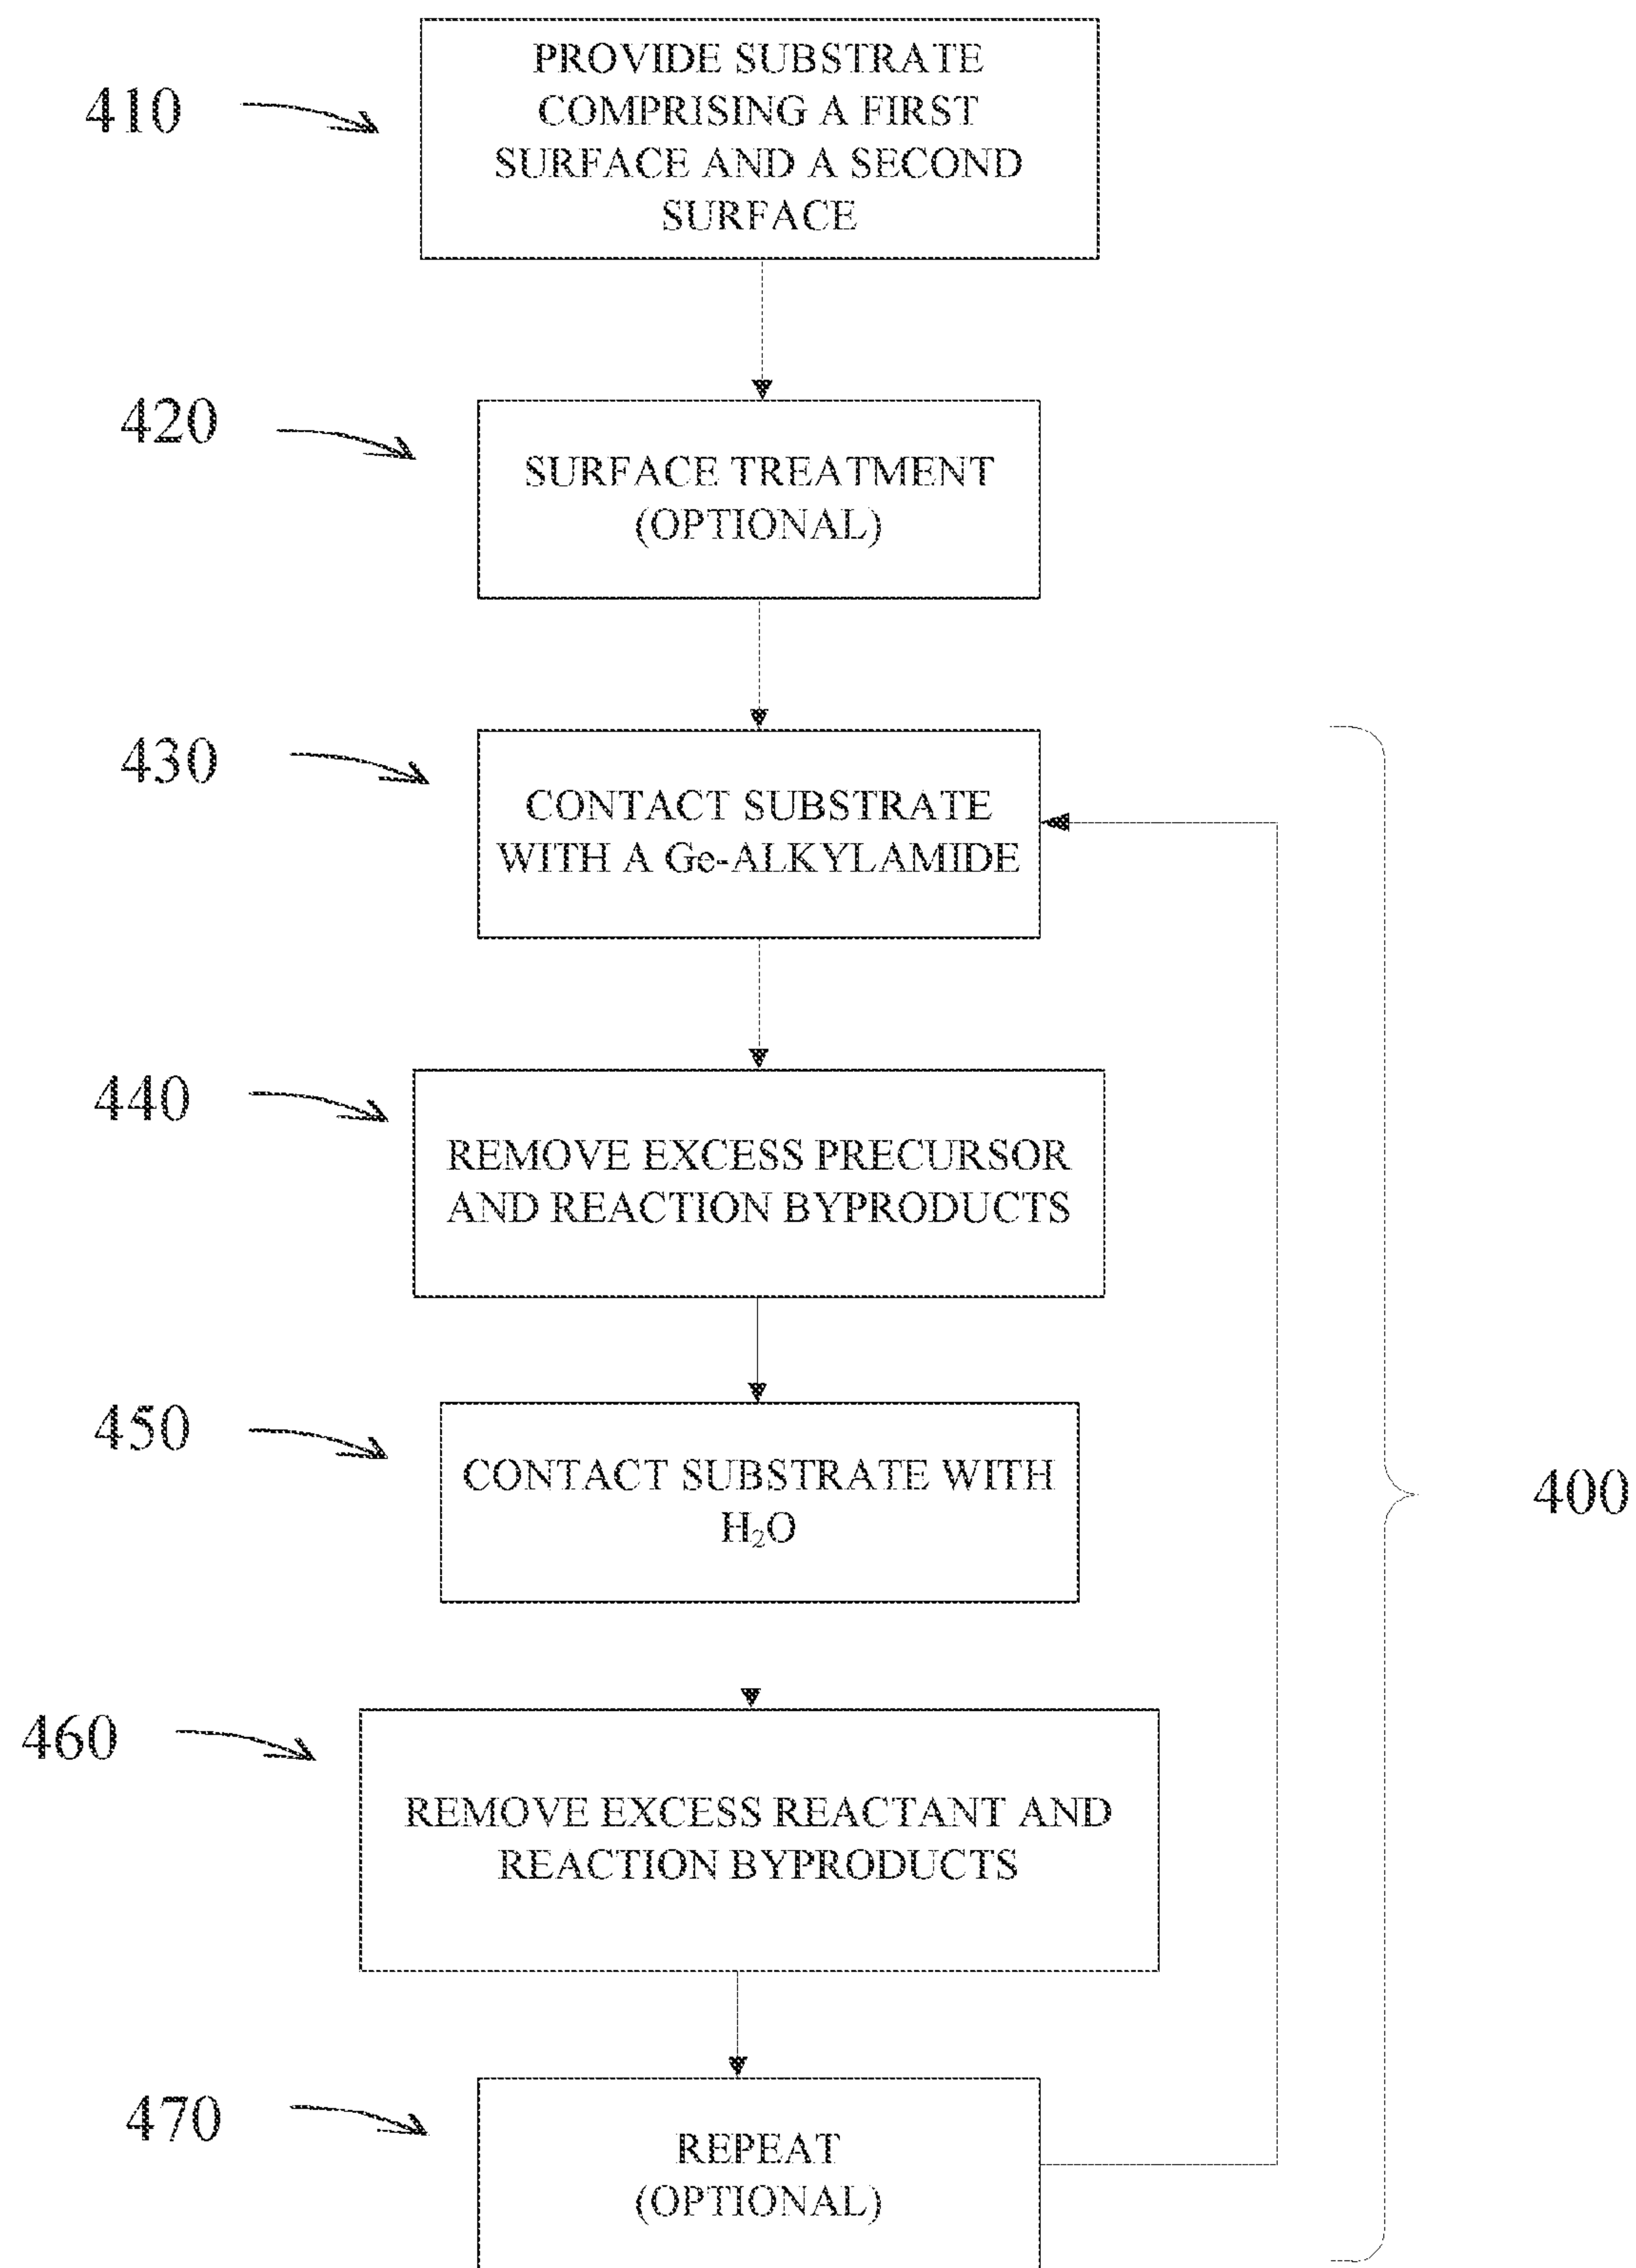 410
PROVIDE SUBSTRATE
COMPRISING A FIRST
SURFACE AND A SECOND
SURFACE
420
SURFACE TREATMENT
(OPTIONAL)
430
CONTACT SUBSTRATE
WITH A Ge-ALKYLAMIDE
440
REMOVE EXCESS PRECURSOR
AND REACTION BYPRODUCTS
450
CONTACT SUBSTRATE WITH
H₂O
400
460
REMOVE EXCESS REACTANT AND
REACTION BYPRODUCTS
470
REPEAT
(OPTIONAL)